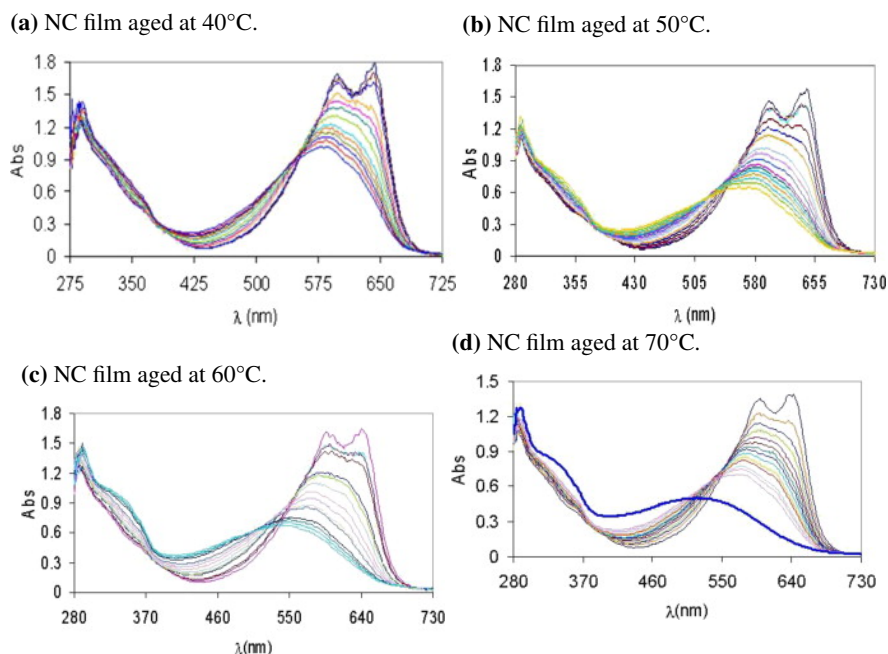 (a) NC film aged at 40°C.
1.8
1.5
1.2
0.9
0.6
0.3
0
Abs
275 350 425 500 575 650 725
λ (nm)
(b) NC film aged at 50°C.
1.8
1.5
1.2
0.9
0.6
0.3
0
Abs
280 355 430 505 580 655 730
λ (nm)
(c) NC film aged at 60°C.
1.8
1.5
1.2
0.9
0.6
0.3
0
Abs
280 370 460 550 640 730
λ(nm)
(d) NC film aged at 70°C.
1.5
1.2
0.9
0.6
0.3
0
Abs
280 370 460 550 640 730
λ(nm)